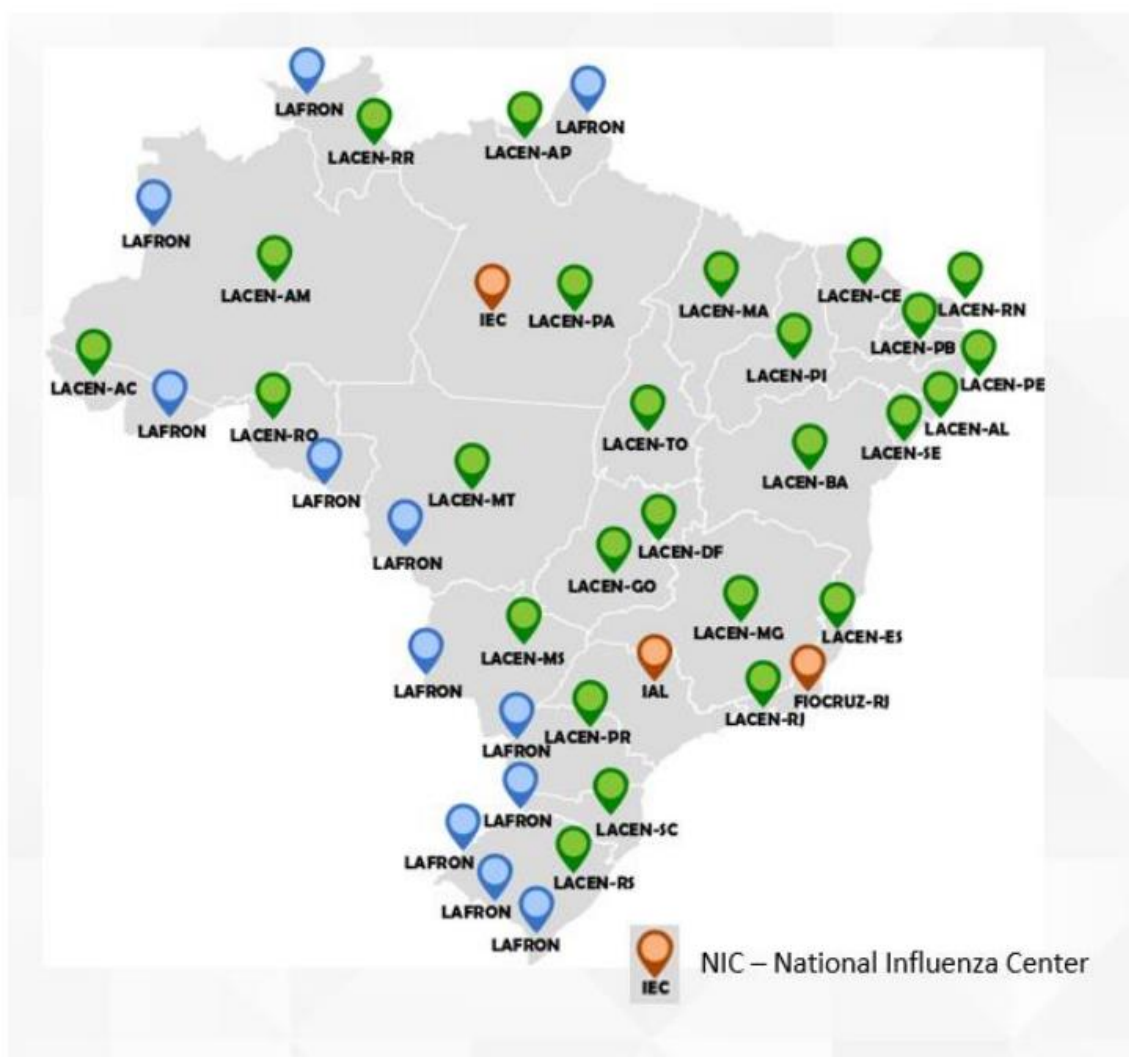 LAFRON
LAFRON
LACEN-RR
LACEN-AP
LAFRON
LACEN-AM
LACEN-CE
LACEN-MA
LACEN-RN
IEC
LACEN-PA
LACEN-PB
LACEN-PI
LACEN-PE
LACEN-AC
LAFRON
LACEN-RO
LACEN-AL
LACEN-TO
LACEN-SE
LACEN-BA
LAFRON
LACEN-MT
LACEN-DF
LAFRON
LACEN-GO
LACEN-MG
LACEN-ES
LACEN-MS
LAFRON
IAL
FIOCRUZ-RJ
LACEN-RJ
LACEN-PR
LAFRON
LAFRON
LACEN-SC
LAFRON
LACEN-RS
LAFRON
LAFRON
NIC – National Influenza Center
IEC